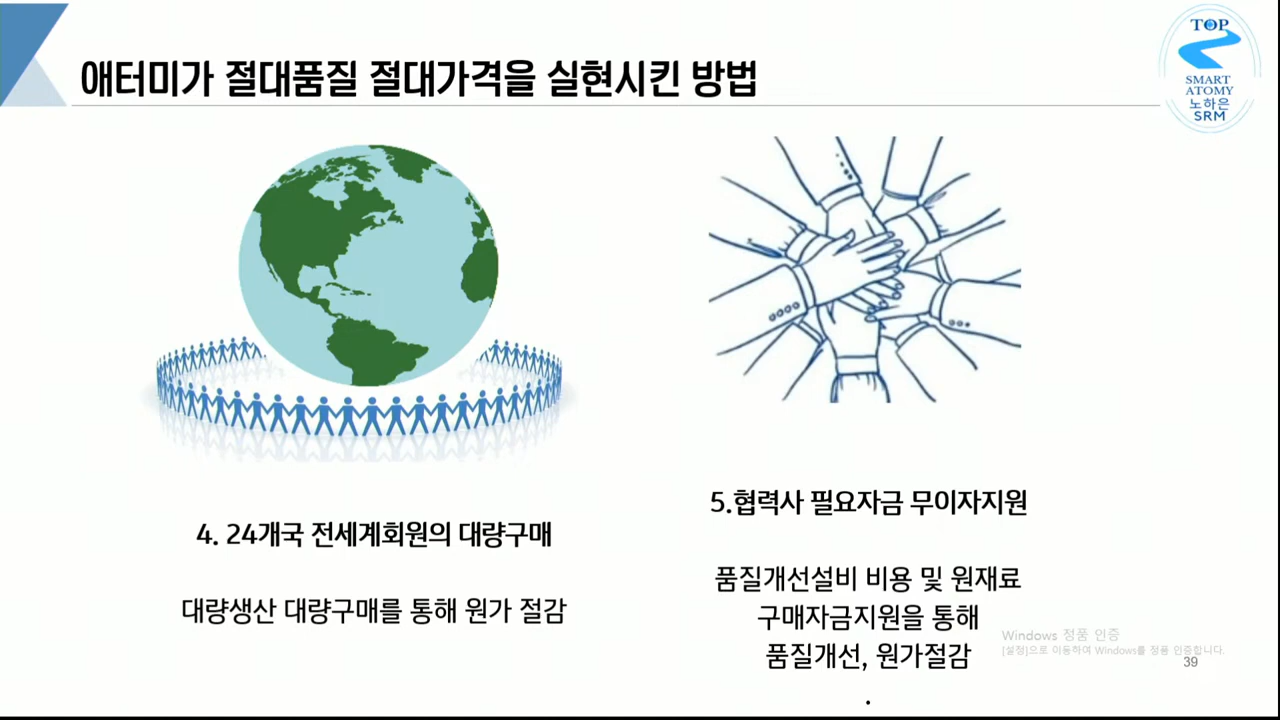 애터미가 절대품질 절대가격을 실현시킨 방법
TOP
SMART
ATOMY
노하은
SRM
4. 24개국 전세계회원의 대량구매
대량생산 대량구매를 통해 원가 절감
5.협력사 필요자금 무이자지원
품질개선설비 비용 및 원재료
구매자금지원을 통해
품질개선, 원가절감
.
Windows 정품 인증
[설정]으로 이동하여 Windows를 정품 인증합니다.
39